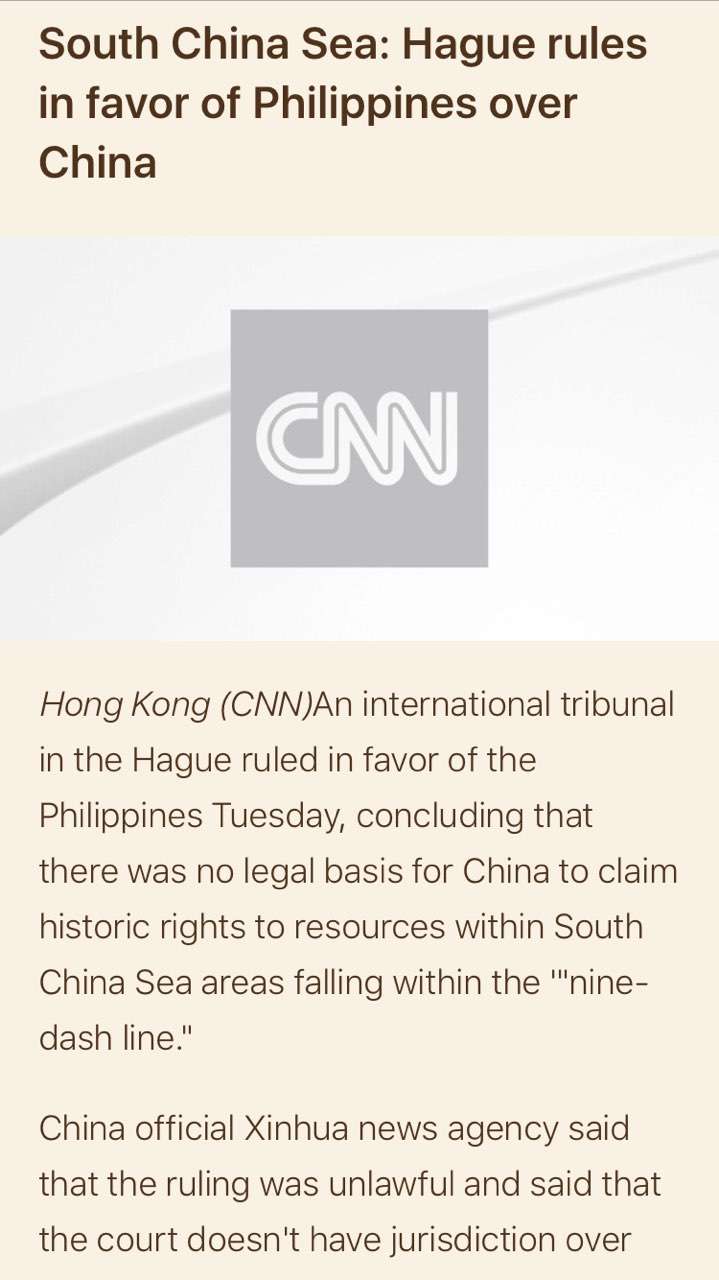 South China Sea: Hague rules
in favor of Philippines over
China
CNN
Hong Kong (CNN)An international tribunal
in the Hague ruled in favor of the
Philippines Tuesday, concluding that
there was no legal basis for China to claim
historic rights to resources within South
China Sea areas falling within the '"nine-
dash line."
China official Xinhua news agency said
that the ruling was unlawful and said that
the court doesn't have jurisdiction over